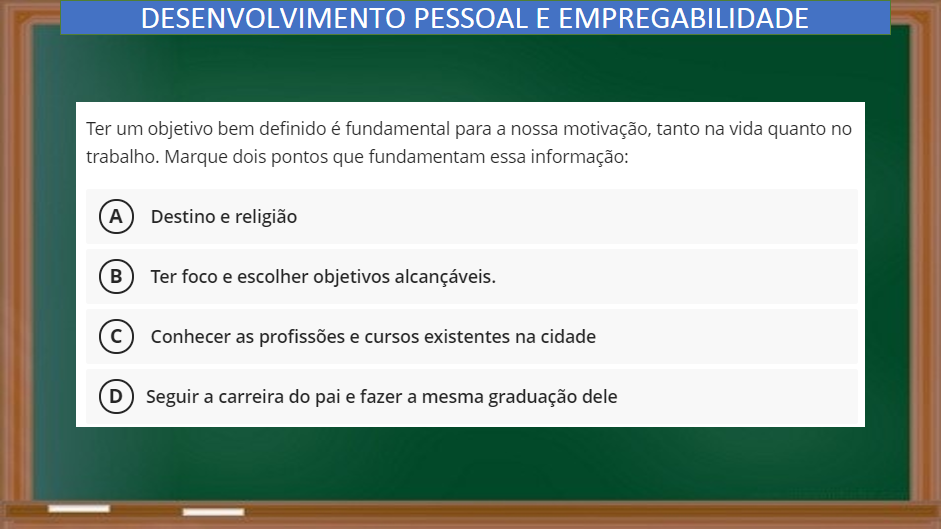 DESENVOLVIMENTO PESSOAL E EMPREGABILIDADE
Ter um objetivo bem definido é fundamental para a nossa motivação, tanto na vida quanto no
trabalho. Marque dois pontos que fundamentam essa informação:
A Destino e religião
B Ter foco e escolher objetivos alcançáveis.
C Conhecer as profissões e cursos existentes na cidade
D Seguir a carreira do pai e fazer a mesma graduação dele